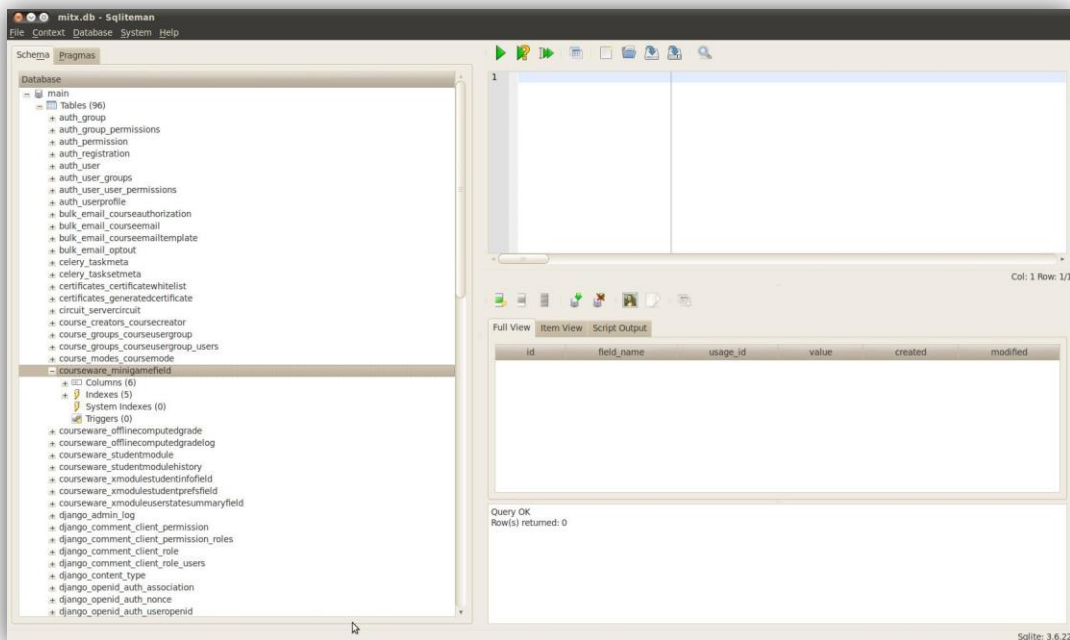 mitx.db - Sqliteman
File Context Database System Help
Schema Pragmas
Database
main
Tables (96)
auth_group
auth_group_permissions
auth_permission
auth_registration
auth_user
auth_user_groups
auth_user_user_permissions
auth_userprofile
bulk_email_courseauthorization
bulk_email_courseemail
bulk_email_courseemailtemplate
bulk_email_optout
celery_taskmeta
celery_tasksetmeta
certificates_certificatewhitelist
certificates_generatedcertificate
circuit_servercircuit
course_creators_coursecreator
course_groups_courseusergroup
course_groups_courseusergroup_users
course_modes_coursemode
courseware_minigamefield
Columns (6)
Indexes (5)
System Indexes (0)
Triggers (0)
courseware_offlinecomputedgrade
courseware_offlinecomputedgradelog
courseware_studentmodule
courseware_studentmodulehistory
courseware_xmodulestudentinfofield
courseware_xmodulestudentprefsfield
courseware_xmoduleuserstatesummaryfield
django_admin_log
django_comment_client_permission
django_comment_client_permission_roles
django_comment_client_role
django_comment_client_role_users
django_content_type
django_openid_auth_association
django_openid_auth_nonce
django_openid_auth_useropenid
1
Col: 1 Row: 1/1
Full View Item View Script Output
id field_name usage_id value created modified
Query OK
Row(s) returned: 0
Sqlite: 3.6.22